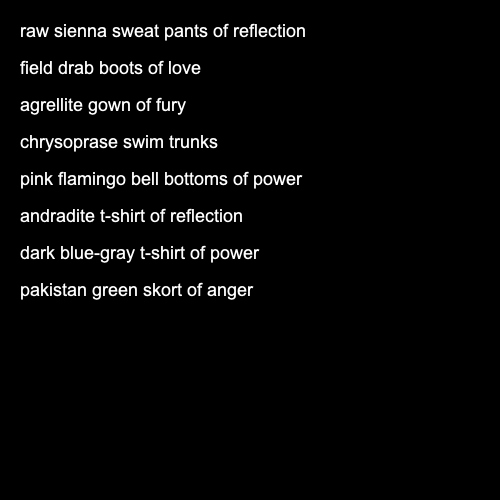 raw sienna sweat pants of reflection
field drab boots of love
agrellite gown of fury
chrysoprase swim trunks
pink flamingo bell bottoms of power
andradite t-shirt of reflection
dark blue-gray t-shirt of power
pakistan green skort of anger